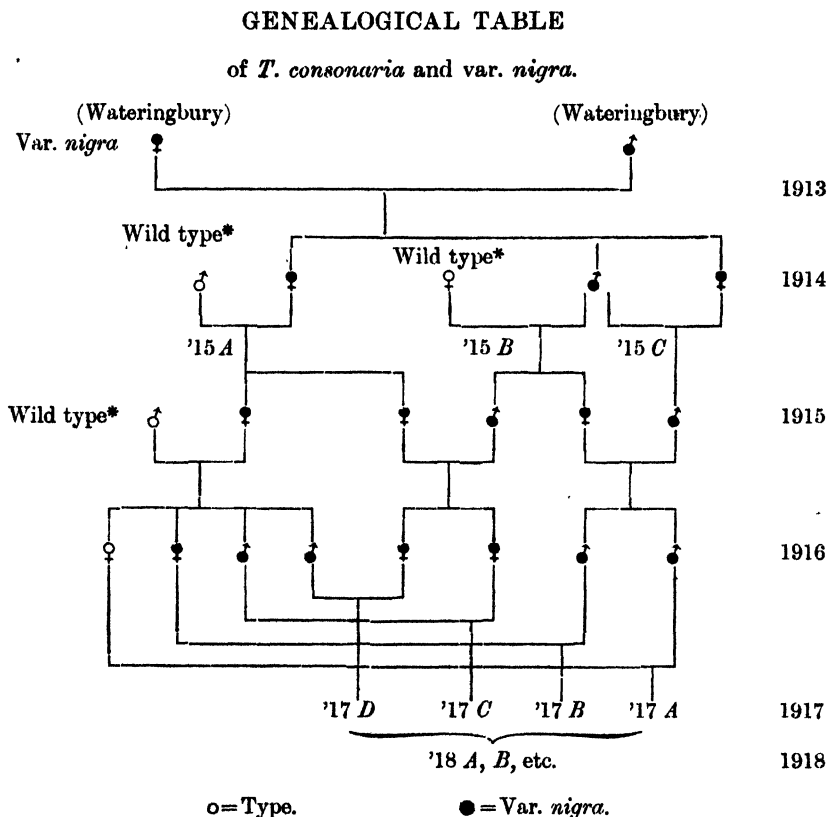 GENEALOGICAL TABLE
of T. consonaria and var. nigra.
(Wateringbury) (Wateringbury)
Var. nigra
1913
Wild type*
Wild type*
1914
'15 A '15 B '15 C
Wild type*
1915
1916
'17 D '17 C '17 B '17 A 1917
'18 A, B, etc. 1918
o=Type. ●=Var. nigra.